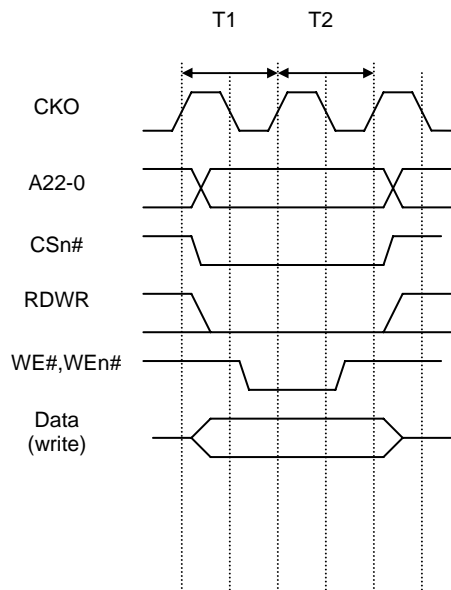 T1 T2
CKO
A22-0
CSn#
RDWR
WE#,WEn#
Data
(write)